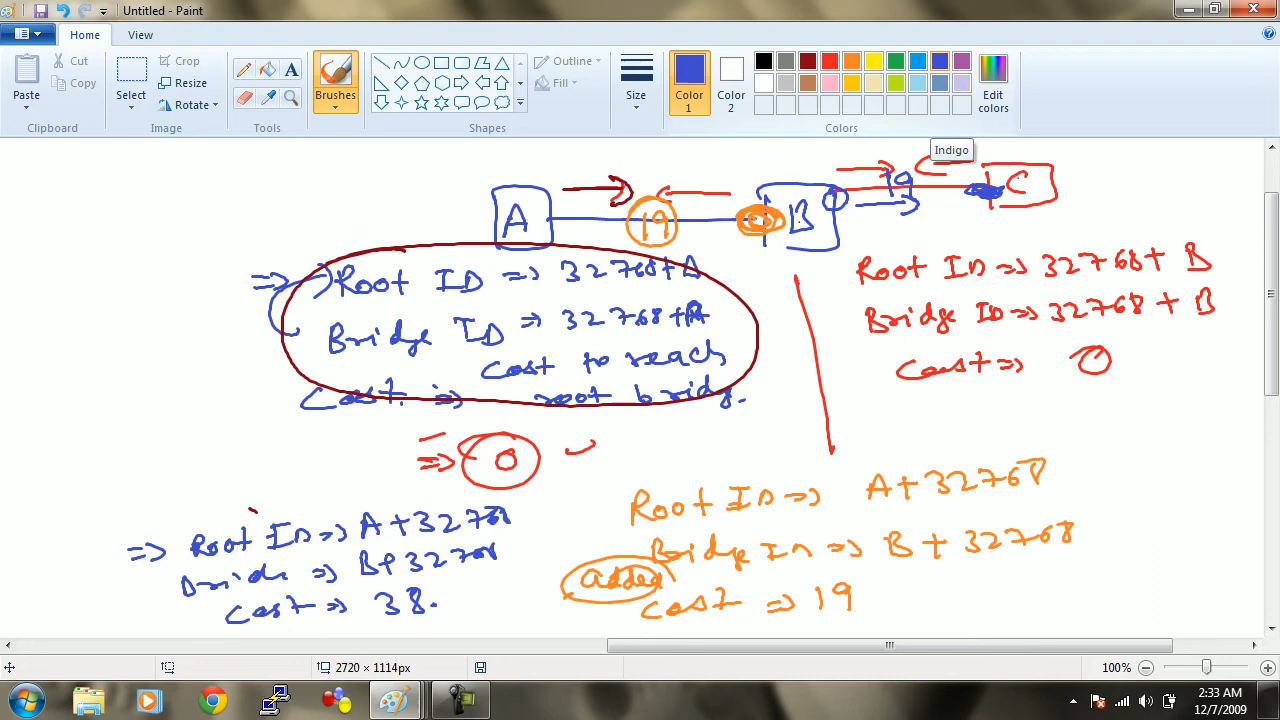 Untitled - Paint
Home
View
Paste
Cut
Copy
Clipboard
Select
Crop
Resize
Rotate
Image
Tools
Brushes
Shapes
Outline
Fill
Size
Color 1
Color 2
Edit colors
Colors
Indigo
A
19
B
19
C
Root ID => 32768+A
Bridge ID => 32768+A
cost to reach
Cost => root bridge.
=> 0
Root ID => 32768+ B
Bridge ID => 32768 + B
Cost => 0
Root ID => A+32768
Bridge ID => B + 32768
added
Cost => 19
=> Root ID => A+32768
Bride => B+32768
Cost => 38.
2720 × 1114px
100%
2:33 AM
12/7/2009